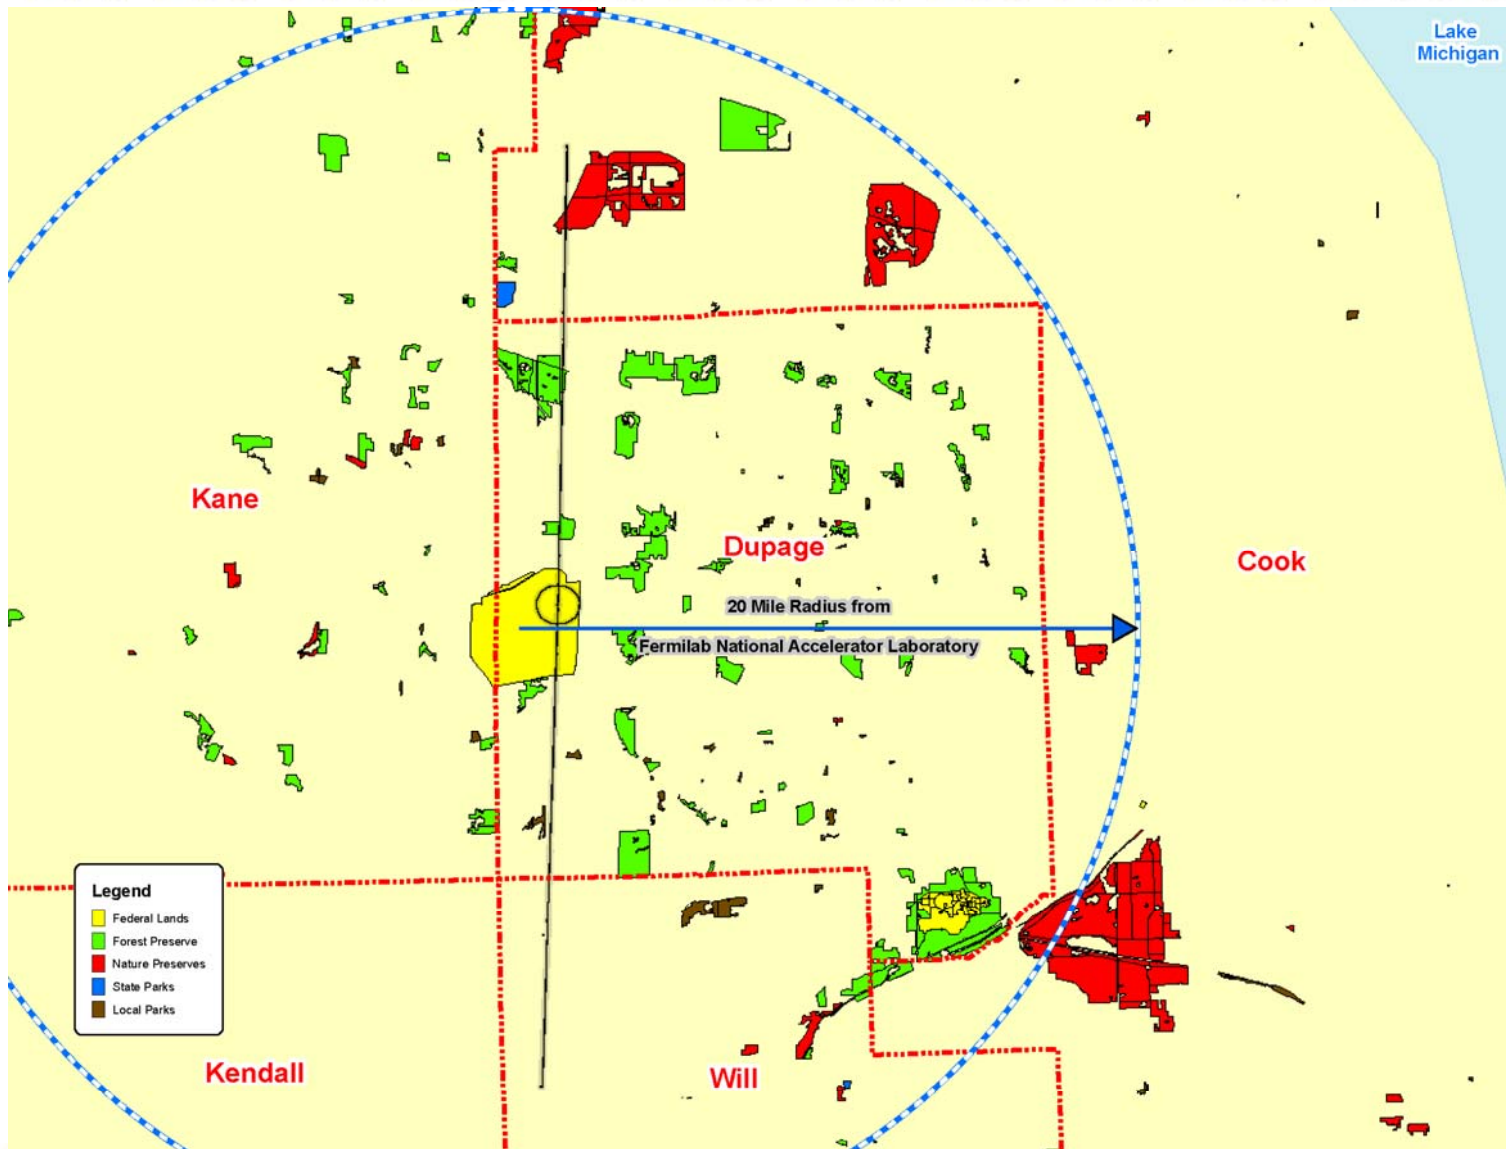 Lake
Michigan
Kane
Dupage
Cook
20 Mile Radius from
Fermilab National Accelerator Laboratory
Legend
Federal Lands
Forest Preserve
Nature Preserves
State Parks
Local Parks
Kendall
Will